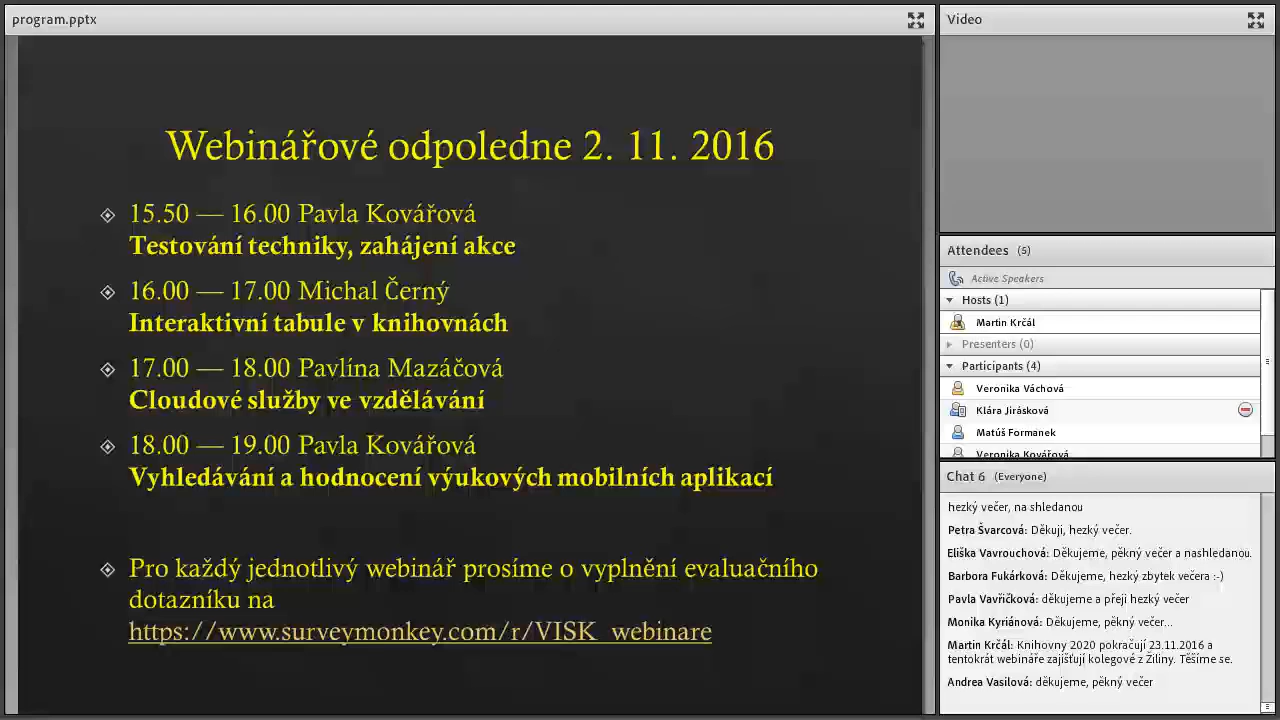 program.pptx
Webinářové odpoledne 2. 11. 2016
15.50 — 16.00 Pavla Kovářová
Testování techniky, zahájení akce
16.00 — 17.00 Michal Černý
Interaktivní tabule v knihovnách
17.00 — 18.00 Pavlína Mazáčová
Cloudové služby ve vzdělávání
18.00 — 19.00 Pavla Kovářová
Vyhledávání a hodnocení výukových mobilních aplikací
Pro každý jednotlivý webinář prosíme o vyplnění evaluačního
dotazníku na
https://www.surveymonkey.com/r/VISK_webinare
Video
Attendees (5)
Active Speakers
Hosts (1)
Martin Krčál
Presenters (0)
Participants (4)
Veronika Váchová
Klára Jirásková
Matúš Formanek
Veronika Kovářová
Chat 6 (Everyone)
hezký večer, na shledanou
Petra Švarcová: Děkuji, hezký večer.
Eliška Vavrouchová: Děkujeme, pěkný večer a nashledanou.
Barbora Fukárková: Děkujeme, hezký zbytek večera :-)
Pavla Vavřičková: děkujeme a přeji hezký večer
Monika Kyriánová: Děkujeme, pěkný večer...
Martin Krčál: Knihovny 2020 pokračují 23.11.2016 a
tentokrát webináře zajišťují kolegové z Žiliny. Těšíme se.
Andrea Vasilová: děkujeme, pěkný večer